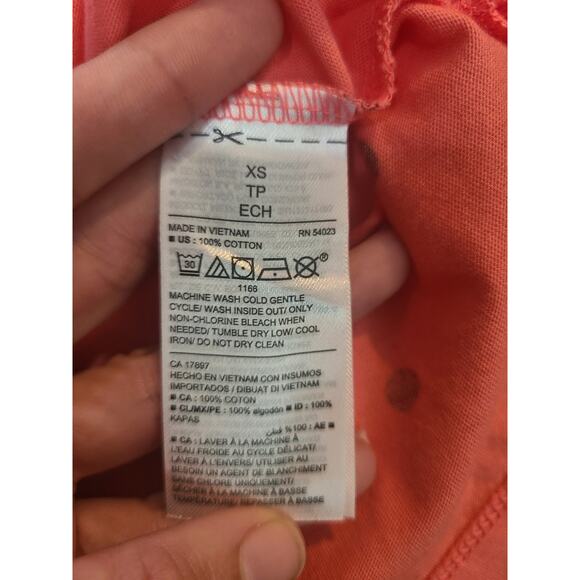 XS
TP
ECH
MADE IN VIETNAM RN 54023
■ US : 100% COTTON
30 ®
1166
MACHINE WASH COLD GENTLE
CYCLE/ WASH INSIDE OUT/ ONLY
NON-CHLORINE BLEACH WHEN
NEEDED/ TUMBLE DRY LOW/ COOL
IRON/ DO NOT DRY CLEAN
CA 17897
HECHO EN VIETNAM CON INSUMOS
IMPORTADOS / DIBUAT DI VIETNAM
■ CA : 100% COTON
■ CL/MX/PE : 100% algodón ■ ID : 100%
KAPAS
■ AE : 100% قطن
■ CA : LAVER À LA MACHINE À
L'EAU FROIDE AU CYCLE DÉLICAT/
LAVER À L'ENVERS/ UTILISER AU
BESOIN UN AGENT DE BLANCHIMENT
SANS CHLORE UNIQUEMENT/
SÉCHER À LA MACHINE À BASSE
TEMPÉRATURE/ REPASSER À BASSE